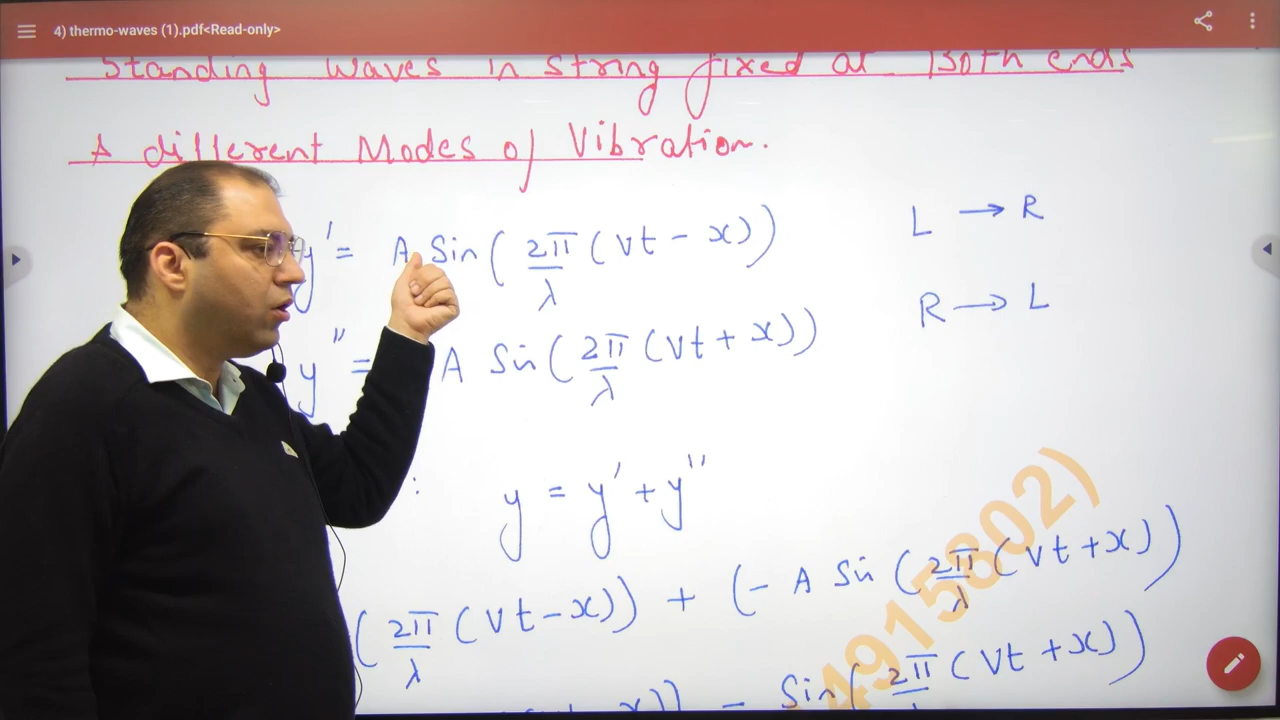 4) thermo-waves (1).pdf<Read-only>
Standing Waves in String fixed at Both ends
& different Modes of Vibration.
y' = A Sin( 2π/λ (Vt - x)) L → R
y'' = A Sin( 2π/λ (Vt + x)) R → L
: y = y' + y''
( 2π/λ (Vt - x)) + (- A Sin ( 2π/λ (Vt + x))
x)) - Sin( 2π/λ (Vt + x))
4915802)